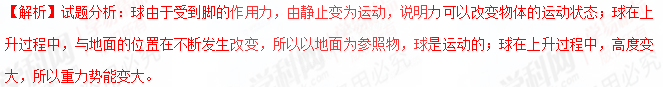 【解析】试题分析：球由于受到脚的作用力，由静止变为运动，说明力可以改变物体的运动状态；球在上
升过程中，与地面的位置在不断发生改变，所以以地面为参照物，球是运动的；球在上升过程中，高度变
大，所以重力势能变大。